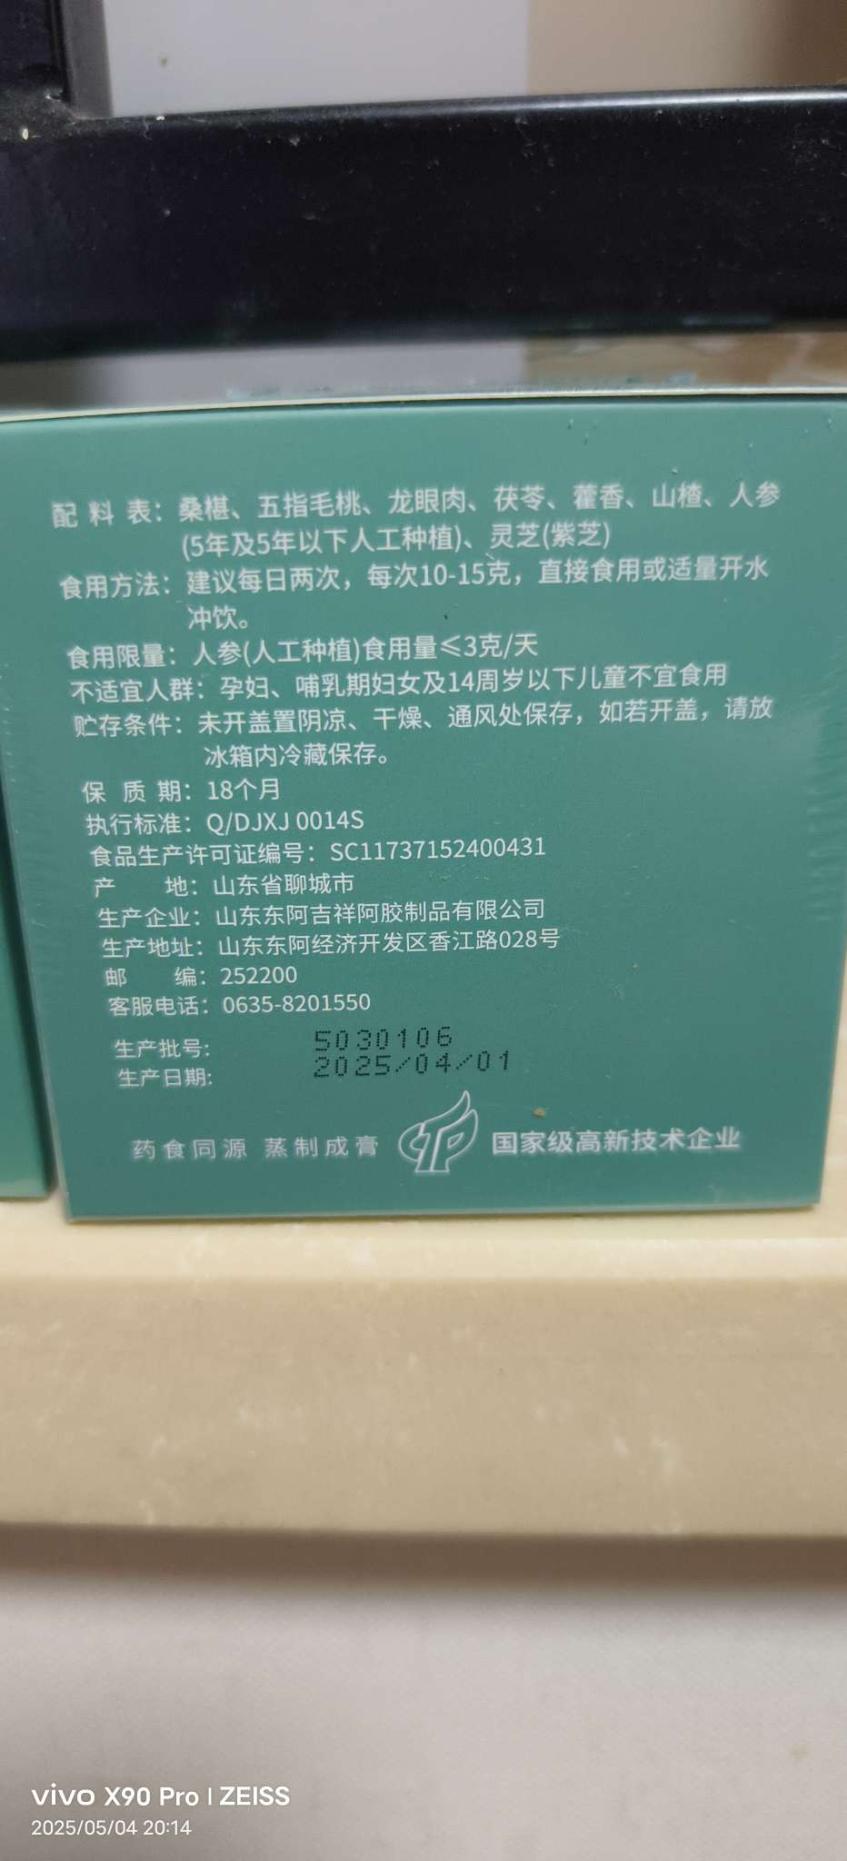 配料表：桑椹、五指毛桃、龙眼肉、茯苓、藿香、山楂、人参
(5年及5年以下人工种植)、灵芝(紫芝)
食用方法：建议每日两次，每次10-15克，直接食用或适量开水
冲饮。
食用限量：人参(人工种植)食用量≤3克/天
不适宜人群：孕妇、哺乳期妇女及14周岁以下儿童不宜食用
贮存条件：未开盖置阴凉、干燥、通风处保存，如若开盖，请放
冰箱内冷藏保存。
保质期：18个月
执行标准：Q/DJXJ 0014S
食品生产许可证编号：SC11737152400431
产地：山东省聊城市
生产企业：山东东阿吉祥阿胶制品有限公司
生产地址：山东东阿经济开发区香江路028号
邮编：252200
客服电话：0635-8201550
生产批号: 5030106
生产日期: 2025/04/01
药食同源 蒸制成膏 国家级高新技术企业
vivo X90 Pro | ZEISS
2025/05/04 20:14